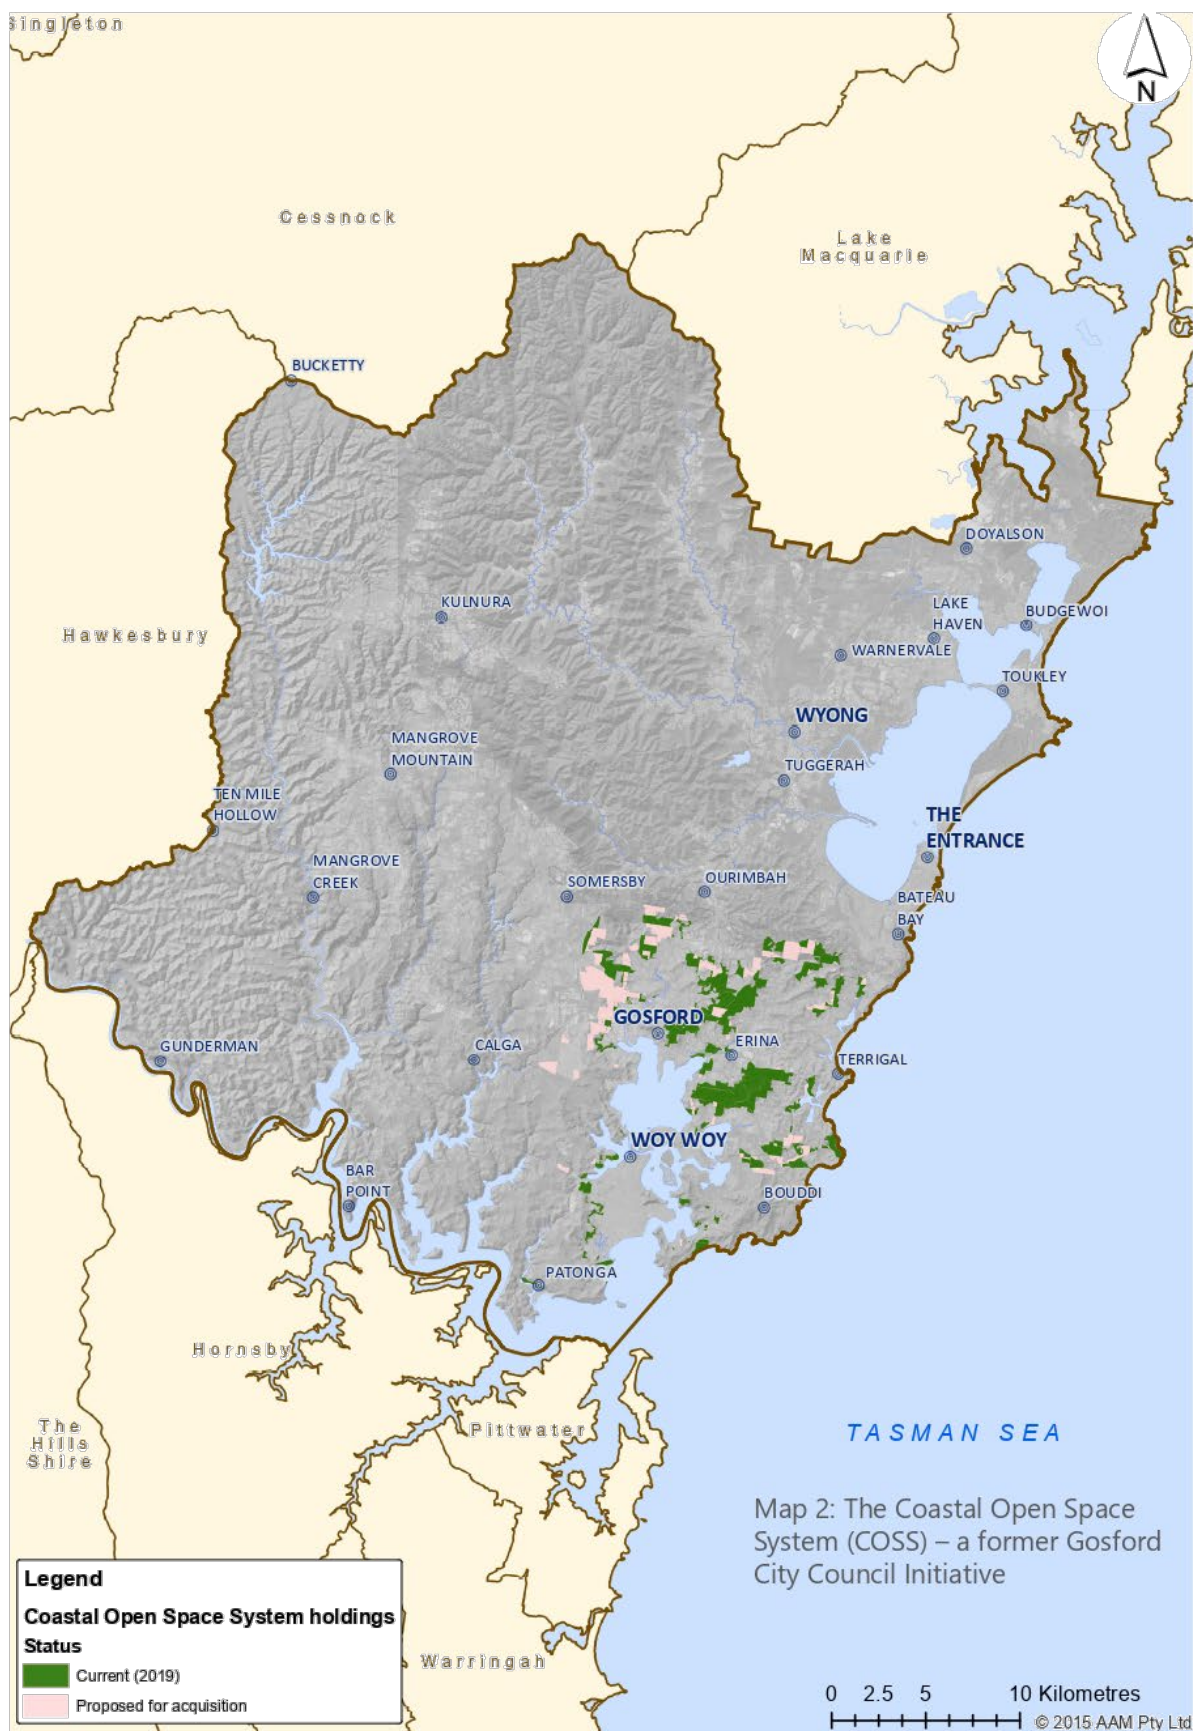 Singleton
N
Cessnock
Lake
Macquarie
BUCKETTY
DOYALSON
KULNURA
LAKE
HAVEN
BUDGEWOI
Hawkesbury
WARNERVALE
TOUKLEY
WYONG
MANGROVE
MOUNTAIN
TUGGERAH
TEN MILE
HOLLOW
THE
ENTRANCE
MANGROVE
CREEK
SOMERSBY
OURIMBAH
BATEAU
BAY
GOSFORD
GUNDERMAN
CALGA
ERINA
TERRIGAL
WOY WOY
BAR
POINT
BOUDDI
PATONGA
Hornsby
The
Hills
Shire
Pittwater
TASMAN SEA
Map 2: The Coastal Open Space
System (COSS) – a former Gosford
City Council Initiative
Legend
Coastal Open Space System holdings
Status
Current (2019)
Proposed for acquisition
Warringah
0 2.5 5 10 Kilometres
© 2015 AAM Pty Ltd